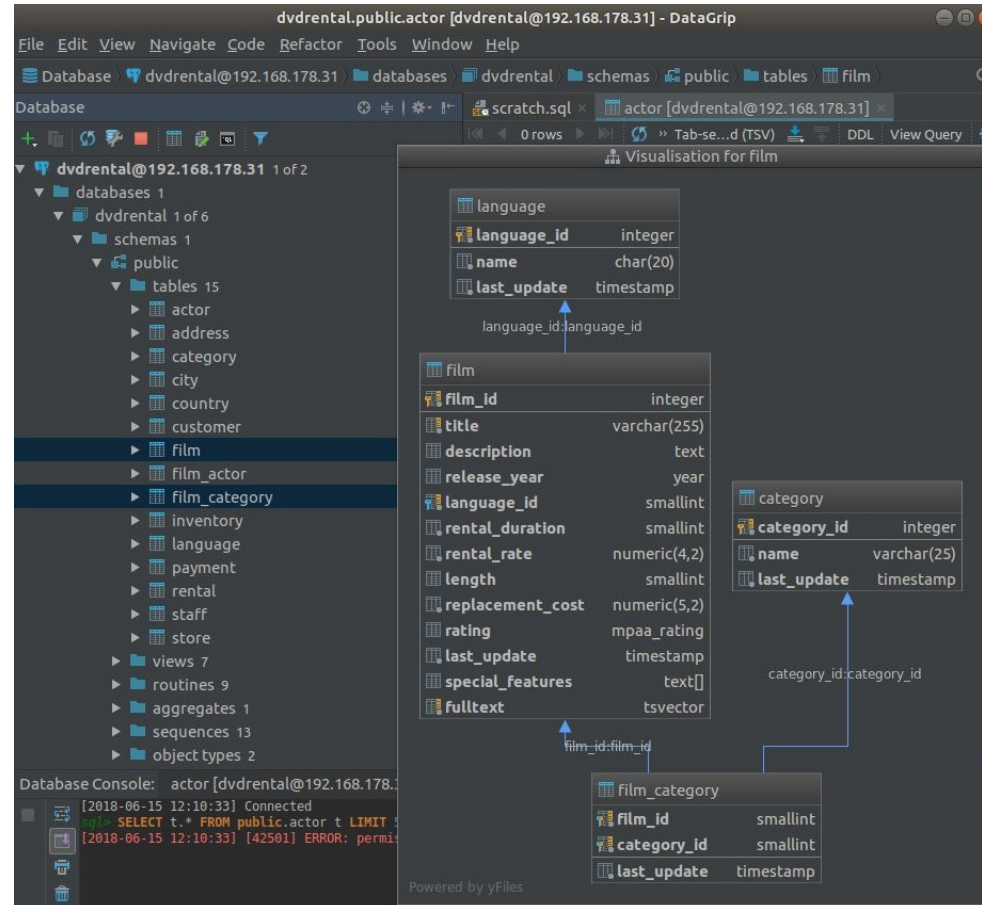 dvdrental.public.actor [dvdrental@192.168.178.31] - DataGrip
File Edit View Navigate Code Refactor Tools Window Help
Database dvdrental@192.168.178.31 databases dvdrental schemas public tables film
Database scratch.sql actor [dvdrental@192.168.178.31]
0 rows Tab-se...d (TSV) DDL View Query
dvdrental@192.168.178.31 1 of 2
databases 1
dvdrental 1 of 6
schemas 1
public
tables 15
actor
address
category
city
country
customer
film
film_actor
film_category
inventory
language
payment
rental
staff
store
views 7
routines 9
aggregates 1
sequences 13
object types 2
Visualisation for film
language
language_id integer
name char(20)
last_update timestamp
language_id:language_id
film
film_id integer
title varchar(255)
description text
release_year year
language_id smallint
rental_duration smallint
rental_rate numeric(4,2)
length smallint
replacement_cost numeric(5,2)
rating mpaa_rating
last_update timestamp
special_features text[]
fulltext tsvector
category
category_id integer
name varchar(25)
last_update timestamp
category_id:category_id
film_id:film_id
film_category
film_id smallint
category_id smallint
last_update timestamp
Powered by yFiles
Database Console: actor [dvdrental@192.168.178.
[2018-06-15 12:10:33] Connected
sql> SELECT t.* FROM public.actor t LIMIT
[2018-06-15 12:10:33] [42501] ERROR: permis